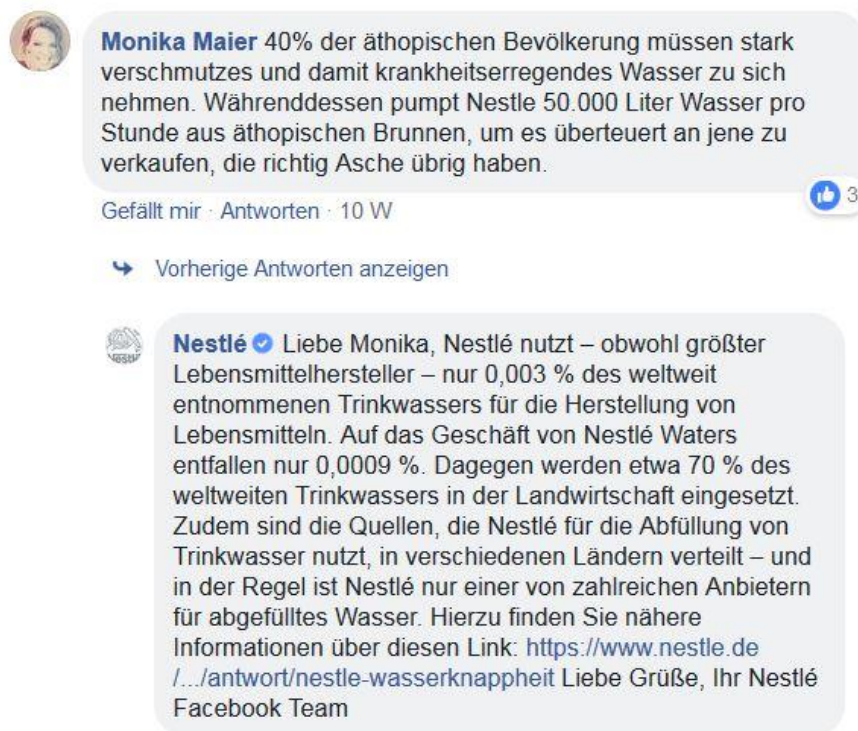 Monika Maier 40% der äthopischen Bevölkerung müssen stark
verschmutzes und damit krankheitserregendes Wasser zu sich
nehmen. Währenddessen pumpt Nestle 50.000 Liter Wasser pro
Stunde aus äthopischen Brunnen, um es überteuert an jene zu
verkaufen, die richtig Asche übrig haben.
3
Gefällt mir · Antworten · 10 W
Vorherige Antworten anzeigen
Nestlé
Nestlé Liebe Monika, Nestlé nutzt – obwohl größter
Lebensmittelhersteller – nur 0,003 % des weltweit
entnommenen Trinkwassers für die Herstellung von
Lebensmitteln. Auf das Geschäft von Nestlé Waters
entfallen nur 0,0009 %. Dagegen werden etwa 70 % des
weltweiten Trinkwassers in der Landwirtschaft eingesetzt.
Zudem sind die Quellen, die Nestlé für die Abfüllung von
Trinkwasser nutzt, in verschiedenen Ländern verteilt – und
in der Regel ist Nestlé nur einer von zahlreichen Anbietern
für abgefülltes Wasser. Hierzu finden Sie nähere
Informationen über diesen Link: https://www.nestle.de
/.../antwort/nestle-wasserknappheit Liebe Grüße, Ihr Nestlé
Facebook Team